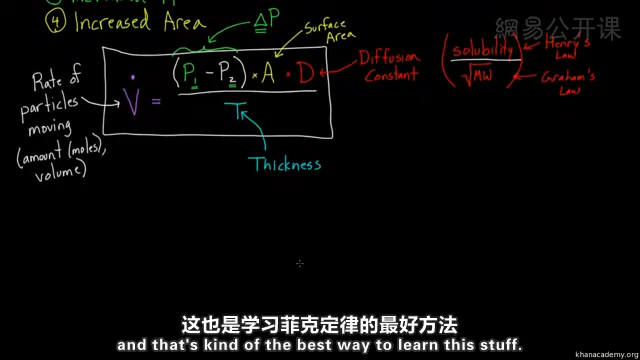 ④ Increased Area
ΔP
Surface Area
網易公开课
Rate of particles moving (amount (moles), volume)
V̇ = (P₁ - P₂) * A * D
T
Thickness
Diffusion Constant
(solubility
√MW)
Henry's Law
Graham's Law
这也是学习菲克定律的最好方法
and that's kind of the best way to learn this stuff.
khanacademy.org